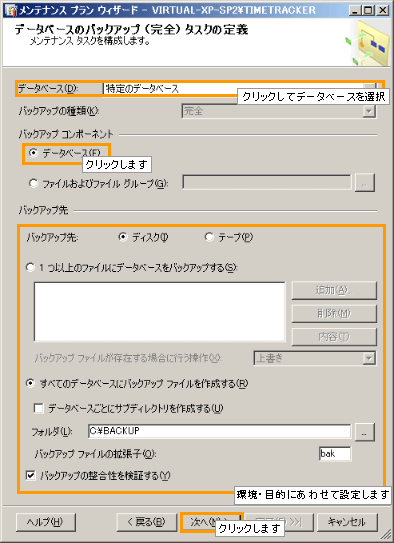 メンテナンス プラン ウィザード - VIRTUAL-XP-SP2¥TIMETRACKER
データベースのバックアップ (完全) タスクの定義
メンテナンス タスクを構成します。
データベース(D): 特定のデータベース
クリックしてデータベースを選択
バックアップの種類(K): 完全
バックアップ コンポーネント
データベース(E)
クリックします
ファイルおよびファイル グループ(G): ..
バックアップ先
バックアップ先: ディスク(I) テープ(P)
1 つ以上のファイルにデータベースをバックアップする(S):
追加(A)
削除(M)
内容(T)
バックアップ ファイルが存在する場合に行う操作(X): 上書き
すべてのデータベースにバックアップ ファイルを作成する(R)
データベースごとにサブディレクトリを作成する(U)
フォルダ(L): C:¥BACKUP ..
バックアップ ファイルの拡張子(O): bak
バックアップの整合性を検証する(Y)
環境・目的にあわせて設定します
ヘルプ(H) < 戻る(B) 次へ(N) キャンセル
クリックします